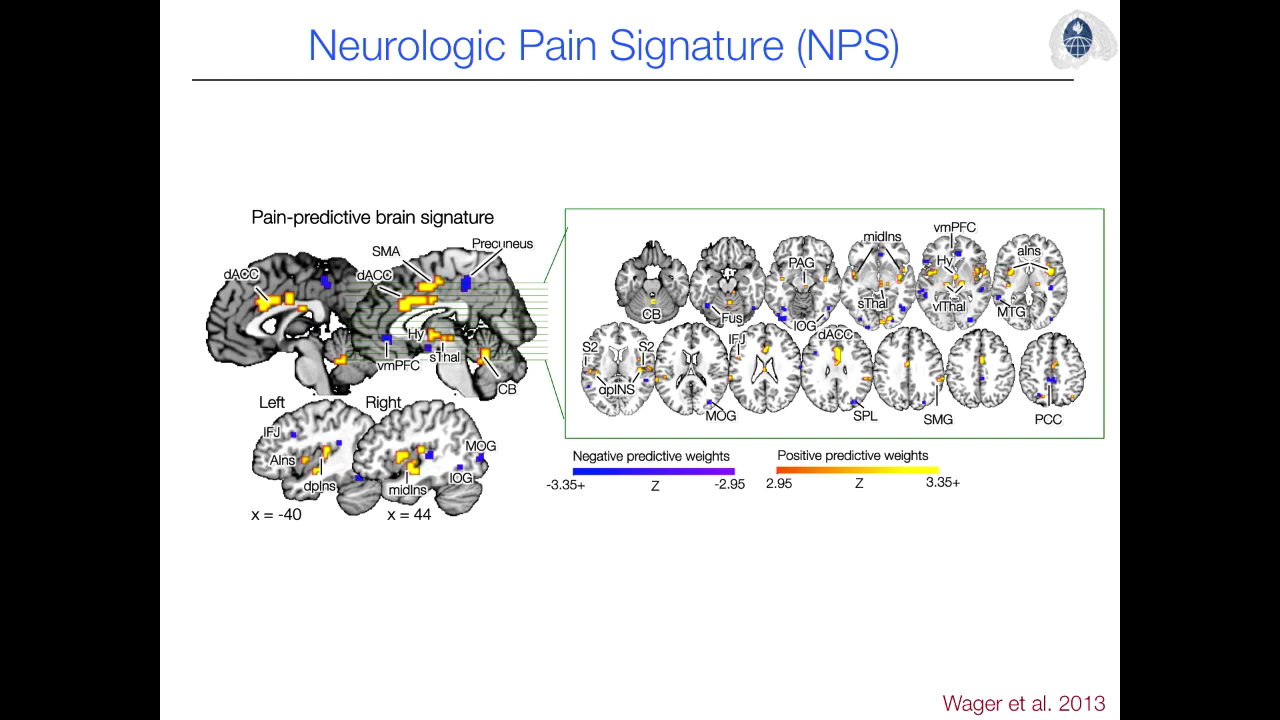 Neurologic Pain Signature (NPS)
Pain-predictive brain signature
SMA
Precuneus
dACC
dACC
Hy
sThal
vmPFC
CB
Left
Right
IFJ
AIns
dpIns
MOG
IOG
midIns
x = -40
x = 44
vmPFC
midIns
Hy
aIns
PAG
sThal
vlThal
CB
Fus
IOG
MTG
S2
S2
IFJ
dACC
dpINS
MOG
SPL
SMG
PCC
Negative predictive weights
-3.35+ Z -2.95
Positive predictive weights
2.95 Z 3.35+
Wager et al. 2013